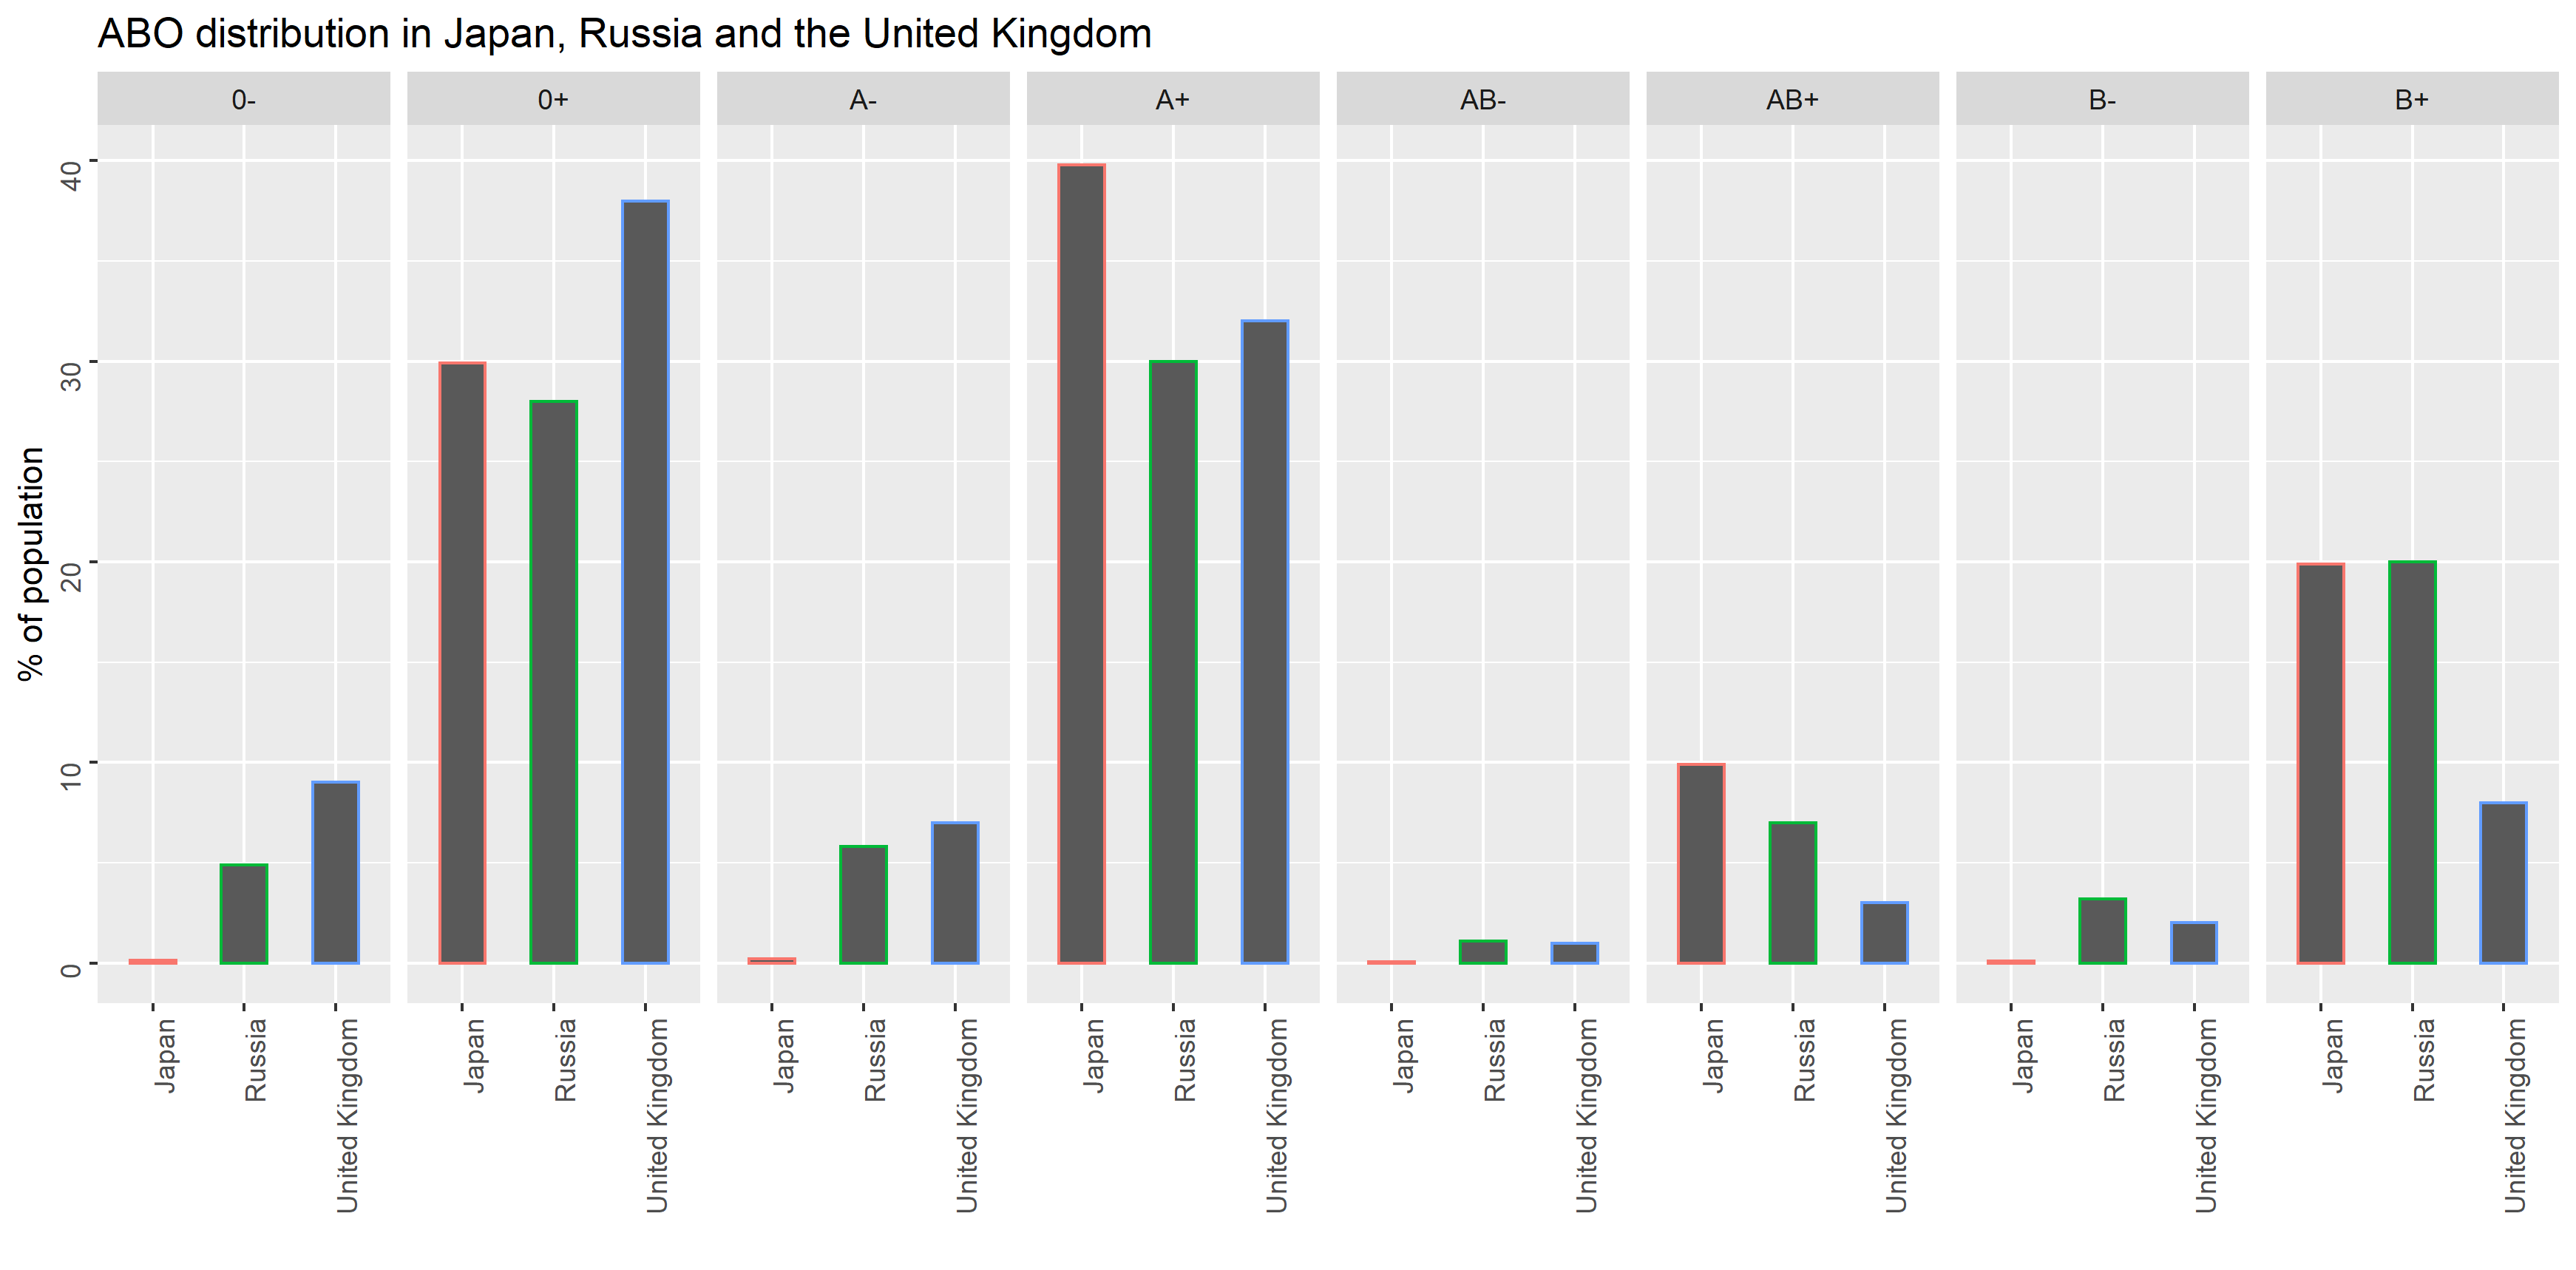 ABO distribution in Japan, Russia and the United Kingdom
0-
0+
A-
A+
AB-
AB+
B-
B+
% of population
40
30
20
10
0
Japan
Russia
United Kingdom
Japan
Russia
United Kingdom
Japan
Russia
United Kingdom
Japan
Russia
United Kingdom
Japan
Russia
United Kingdom
Japan
Russia
United Kingdom
Japan
Russia
United Kingdom
Japan
Russia
United Kingdom